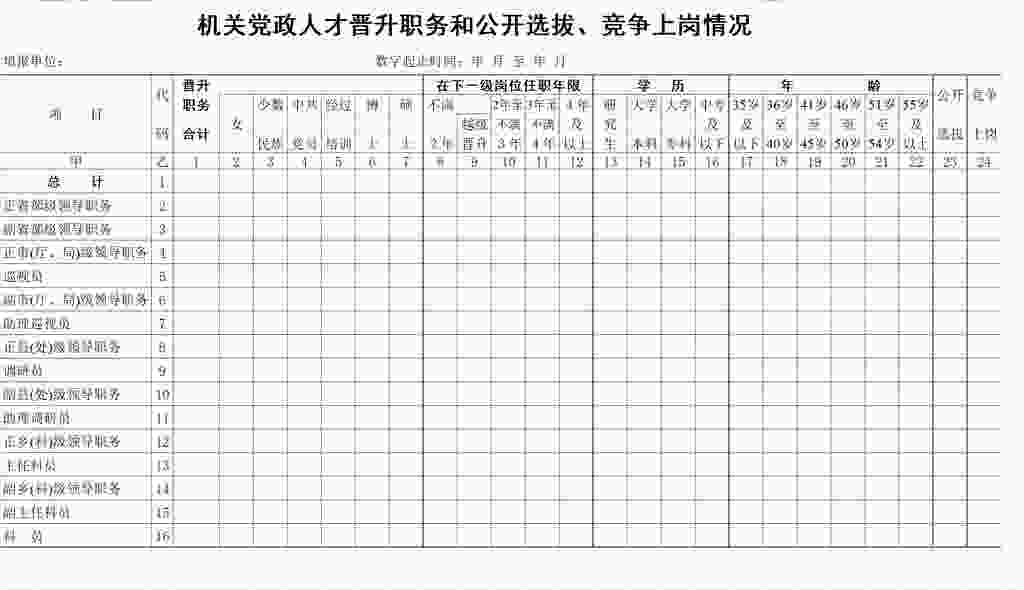 机关党政人才晋升职务和公开选拔、竞争上岗情况
填报单位: 数字起止时间: 年 月 至 年 月
项 目 代码 晋升职务合计 女 少数民族 中共党员 经过培训 博士 硕士 在下一级岗位任职年限 不满2年 越级晋升 2年至不满3年 3年至不满4年 4年及以上 学 历 研究生 大学本科 大学专科 中专及以下 年 龄 35岁及以下 36岁至40岁 41岁至45岁 46岁至50岁 51岁至54岁 55岁及以上 公开选拔 竞争上岗
甲 乙 1 2 3 4 5 6 7 8 9 10 11 12 13 14 15 16 17 18 19 20 21 22 23 24
总 计 1
正省部级领导职务 2
副省部级领导职务 3
正市(厅、局)级领导职务 4
巡视员 5
副市(厅、局)级领导职务 6
助理巡视员 7
正县(处)级领导职务 8
调研员 9
副县(处)级领导职务 10
助理调研员 11
正乡(科)级领导职务 12
主任科员 13
副乡(科)级领导职务 14
副主任科员 15
科 员 16